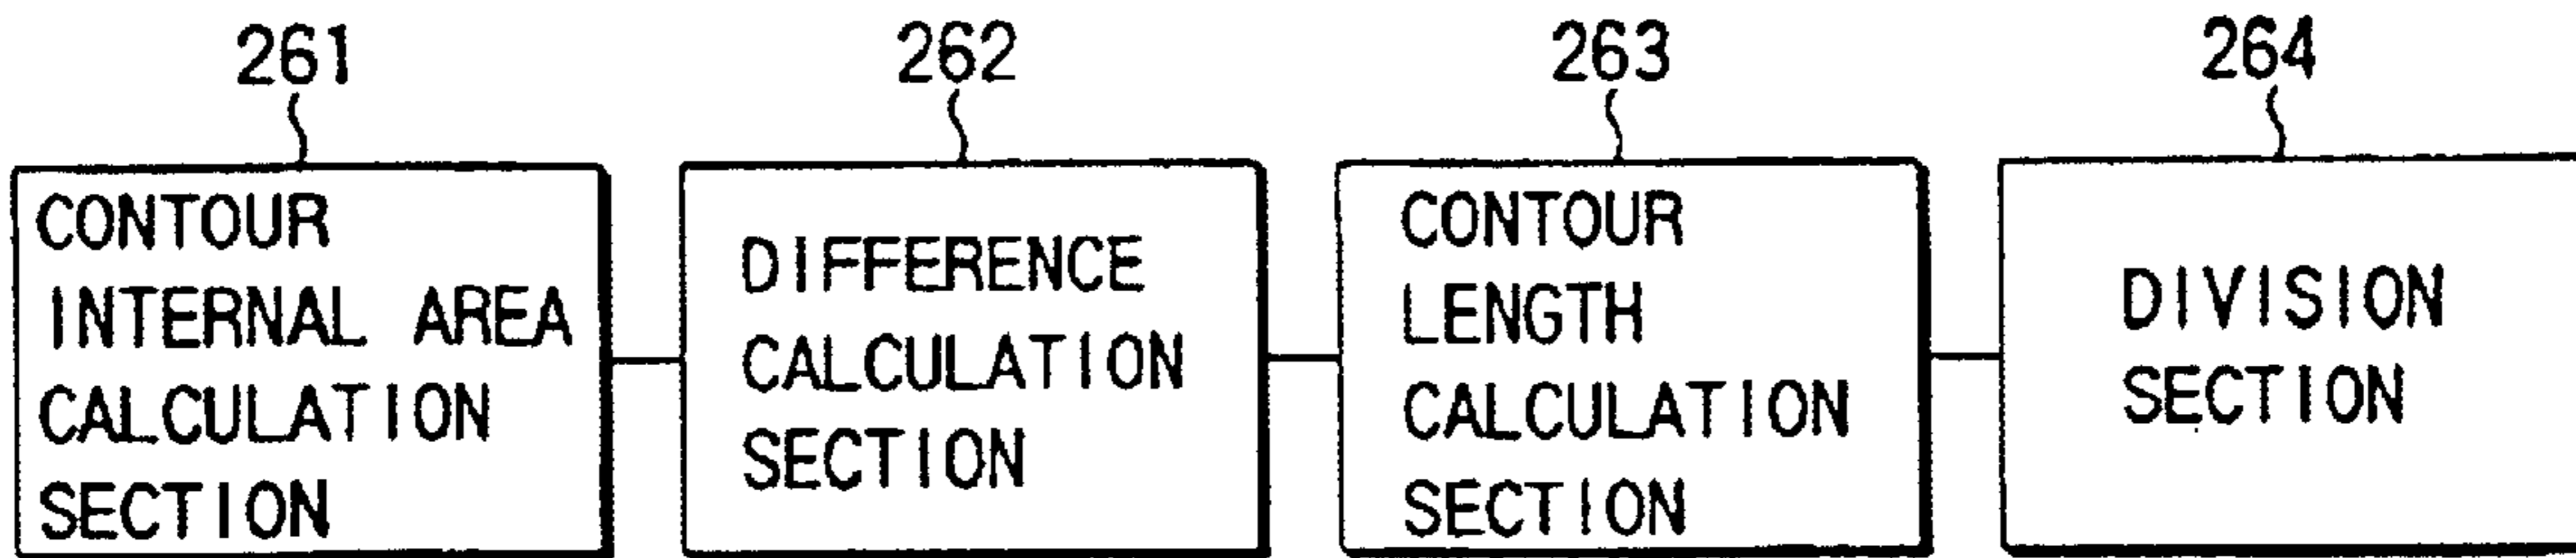 261
262
263
264
CONTOUR
INTERNAL AREA
CALCULATION
SECTION
DIFFERENCE
CALCULATION
SECTION
CONTOUR
LENGTH
CALCULATION
SECTION
DIVISION
SECTION